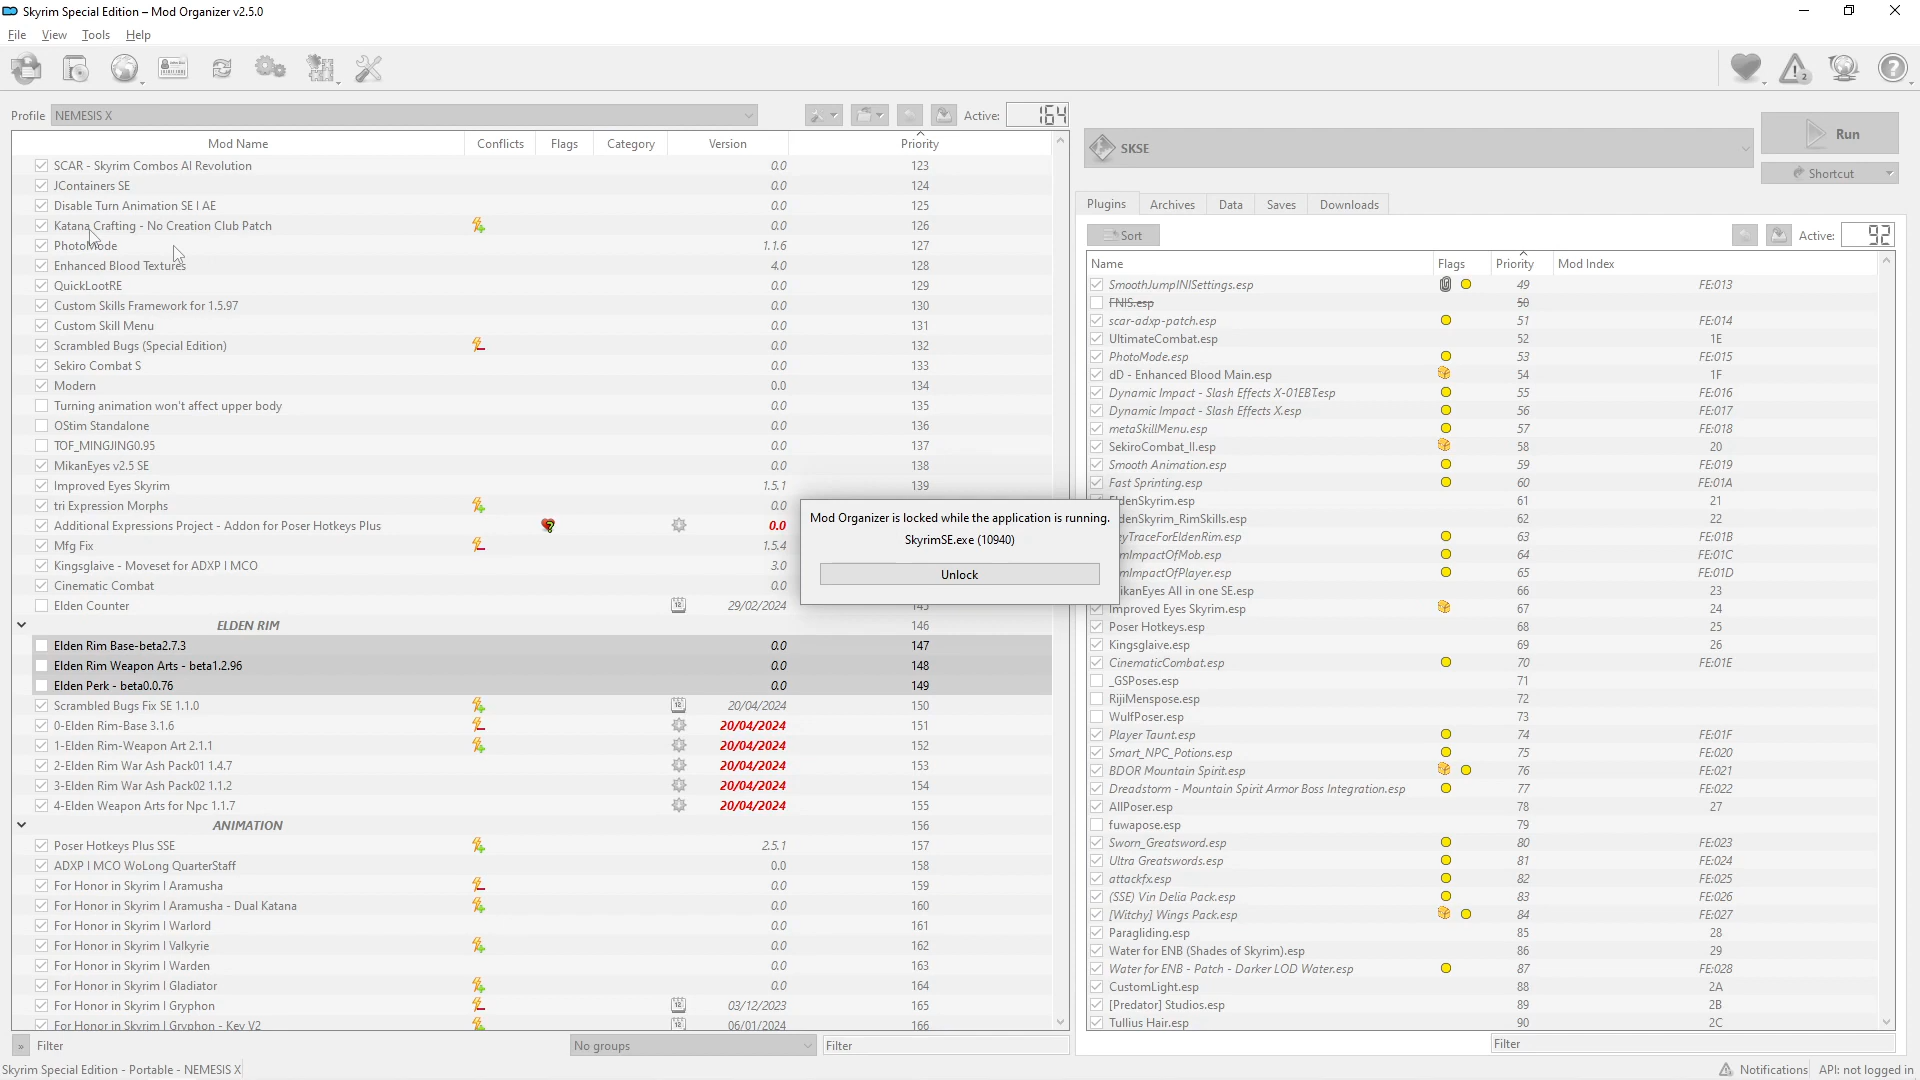 Skyrim Special Edition – Mod Organizer v2.5.0
File View Tools Help
Profile NEMESIS X Active: 164
Mod Name Conflicts Flags Category Version Priority
SCAR - Skyrim Combos AI Revolution 0.0 123
JContainers SE 0.0 124
Disable Turn Animation SE I AE 0.0 125
Katana Crafting - No Creation Club Patch 0.0 126
PhotoMode 1.1.6 127
Enhanced Blood Textures 4.0 128
QuickLootRE 0.0 129
Custom Skills Framework for 1.5.97 0.0 130
Custom Skill Menu 0.0 131
Scrambled Bugs (Special Edition) 0.0 132
Sekiro Combat S 0.0 133
Modern 0.0 134
Turning animation won't affect upper body 0.0 135
OStim Standalone 0.0 136
TOF_MINGJING0.95 0.0 137
MikanEyes v2.5 SE 0.0 138
Improved Eyes Skyrim 1.5.1 139
tri Expression Morphs 0.0
Additional Expressions Project - Addon for Poser Hotkeys Plus 0.0
Mfg Fix 1.5.4
Kingsglaive - Moveset for ADXP I MCO 3.0
Cinematic Combat 0.0
Elden Counter 29/02/2024 145
ELDEN RIM 146
Elden Rim Base-beta2.7.3 0.0 147
Elden Rim Weapon Arts - beta1.2.96 0.0 148
Elden Perk - beta0.0.76 0.0 149
Scrambled Bugs Fix SE 1.1.0 20/04/2024 150
0-Elden Rim-Base 3.1.6 20/04/2024 151
1-Elden Rim-Weapon Art 2.1.1 20/04/2024 152
2-Elden Rim War Ash Pack01 1.4.7 20/04/2024 153
3-Elden Rim War Ash Pack02 1.1.2 20/04/2024 154
4-Elden Weapon Arts for Npc 1.1.7 20/04/2024 155
ANIMATION 156
Poser Hotkeys Plus SSE 2.5.1 157
ADXP I MCO WoLong QuarterStaff 0.0 158
For Honor in Skyrim I Aramusha 0.0 159
For Honor in Skyrim I Aramusha - Dual Katana 0.0 160
For Honor in Skyrim I Warlord 0.0 161
For Honor in Skyrim I Valkyrie 0.0 162
For Honor in Skyrim I Warden 0.0 163
For Honor in Skyrim I Gladiator 0.0 164
For Honor in Skyrim I Gryphon 03/12/2023 165
For Honor in Skyrim I Gryphon - Key V2 06/01/2024 166
» Filter No groups Filter
Mod Organizer is locked while the application is running.
SkyrimSE.exe (10940)
Unlock
SKSE
Run
Shortcut
Plugins Archives Data Saves Downloads
Sort Active: 92
Name Flags Priority Mod Index
SmoothJumpINISettings.esp 49 FE:013
FNIS.esp 50
scar-adxp-patch.esp 51 FE:014
UltimateCombat.esp 52 1E
PhotoMode.esp 53 FE:015
dD - Enhanced Blood Main.esp 54 1F
Dynamic Impact - Slash Effects X-01EBT.esp 55 FE:016
Dynamic Impact - Slash Effects X.esp 56 FE:017
metaSkillMenu.esp 57 FE:018
SekiroCombat_II.esp 58 20
Smooth Animation.esp 59 FE:019
Fast Sprinting.esp 60 FE:01A
EldenSkyrim.esp 61 21
denSkyrim_RimSkills.esp 62 22
yTraceForEldenRim.esp 63 FE:01B
mImpactOfMob.esp 64 FE:01C
mImpactOfPlayer.esp 65 FE:01D
ikanEyes All in one SE.esp 66 23
Improved Eyes Skyrim.esp 67 24
Poser Hotkeys.esp 68 25
Kingsglaive.esp 69 26
CinematicCombat.esp 70 FE:01E
_GSPoses.esp 71
RijiMenspose.esp 72
WulfPoser.esp 73
Player Taunt.esp 74 FE:01F
Smart_NPC_Potions.esp 75 FE:020
BDOR Mountain Spirit.esp 76 FE:021
Dreadstorm - Mountain Spirit Armor Boss Integration.esp 77 FE:022
AllPoser.esp 78 27
fuwapose.esp 79
Sworn_Greatsword.esp 80 FE:023
Ultra Greatswords.esp 81 FE:024
attackfx.esp 82 FE:025
(SSE) Vin Delia Pack.esp 83 FE:026
[Witchy] Wings Pack.esp 84 FE:027
Paragliding.esp 85 28
Water for ENB (Shades of Skyrim).esp 86 29
Water for ENB - Patch - Darker LOD Water.esp 87 FE:028
CustomLight.esp 88 2A
[Predator] Studios.esp 89 2B
Tullius Hair.esp 90 2C
Filter
Skyrim Special Edition - Portable - NEMESIS X
Notifications API: not logged in